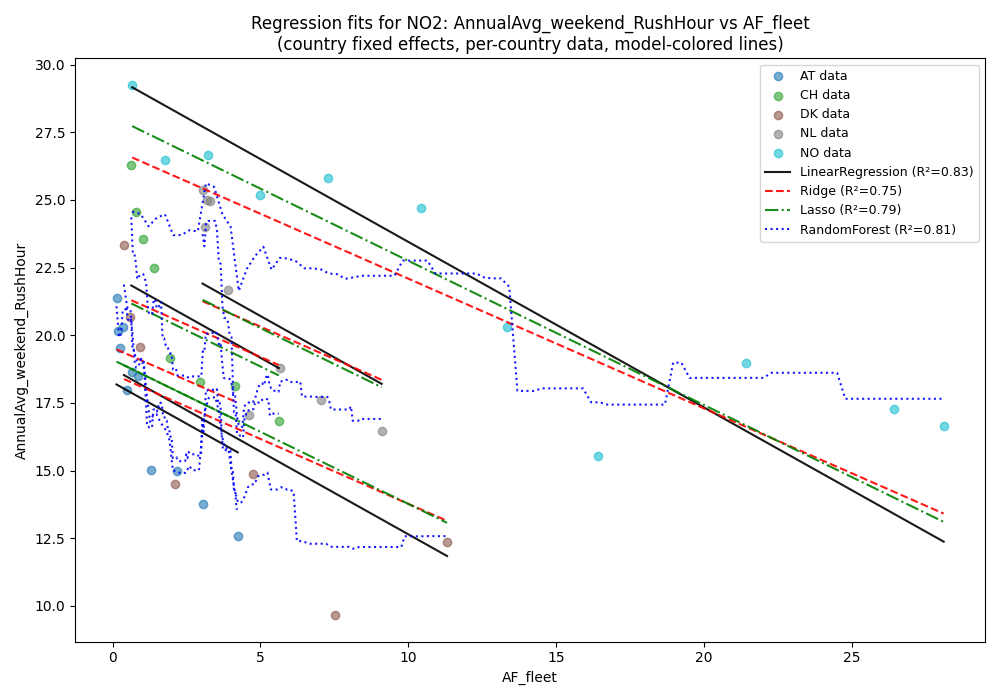 Regression fits for NO2: AnnualAvg_weekend_RushHour vs AF_fleet
(country fixed effects, per-country data, model-colored lines)
AnnualAvg_weekend_RushHour
30.0
27.5
25.0
22.5
20.0
17.5
15.0
12.5
10.0
AT data
CH data
DK data
NL data
NO data
LinearRegression (R²=0.83)
Ridge (R²=0.75)
Lasso (R²=0.79)
RandomForest (R²=0.81)
0
5
10
15
20
25
AF_fleet